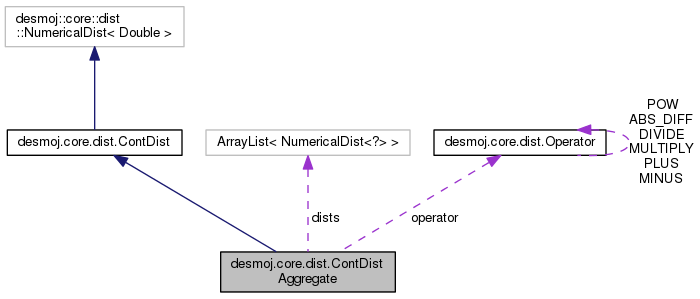 desmoj::core::dist
::NumericalDist< Double >
desmoj.core.dist.ContDist
ArrayList< NumericalDist<?> >
desmoj.core.dist.Operator
POW
ABS_DIFF
DIVIDE
MULTIPLY
PLUS
MINUS
dists
operator
desmoj.core.dist.ContDist
Aggregate